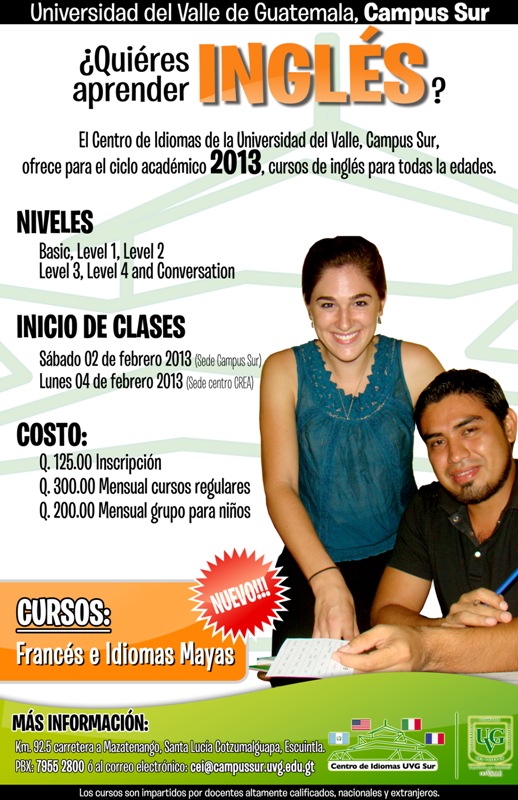 Universidad del Valle de Guatemala, Campus Sur
¿Quiéres
aprender INGLÉS?
El Centro de Idiomas de la Universidad del Valle, Campus Sur,
ofrece para el ciclo académico 2013, cursos de inglés para todas la edades.
NIVELES
Basic, Level 1, Level 2
Level 3, Level 4 and Conversation
INICIO DE CLASES
Sábado 02 de febrero 2013 (Sede Campus Sur)
Lunes 04 de febrero 2013 (Sede centro CREA)
COSTO:
Q. 125.00 Inscripción
Q. 300.00 Mensual cursos regulares
Q. 200.00 Mensual grupo para niños
NUEVO!!!
CURSOS:
Francés e Idiomas Mayas
MÁS INFORMACIÓN:
Km. 92.5 carretera a Mazatenango, Santa Lucía Cotzumalguapa, Escuintla.
PBX: 7955 2800 ó al correo electrónico: cei@campussur.uvg.edu.gt
Centro de Idiomas UVG Sur
UVG
Los cursos son impartidos por docentes altamente calificados, nacionales y extranjeros.